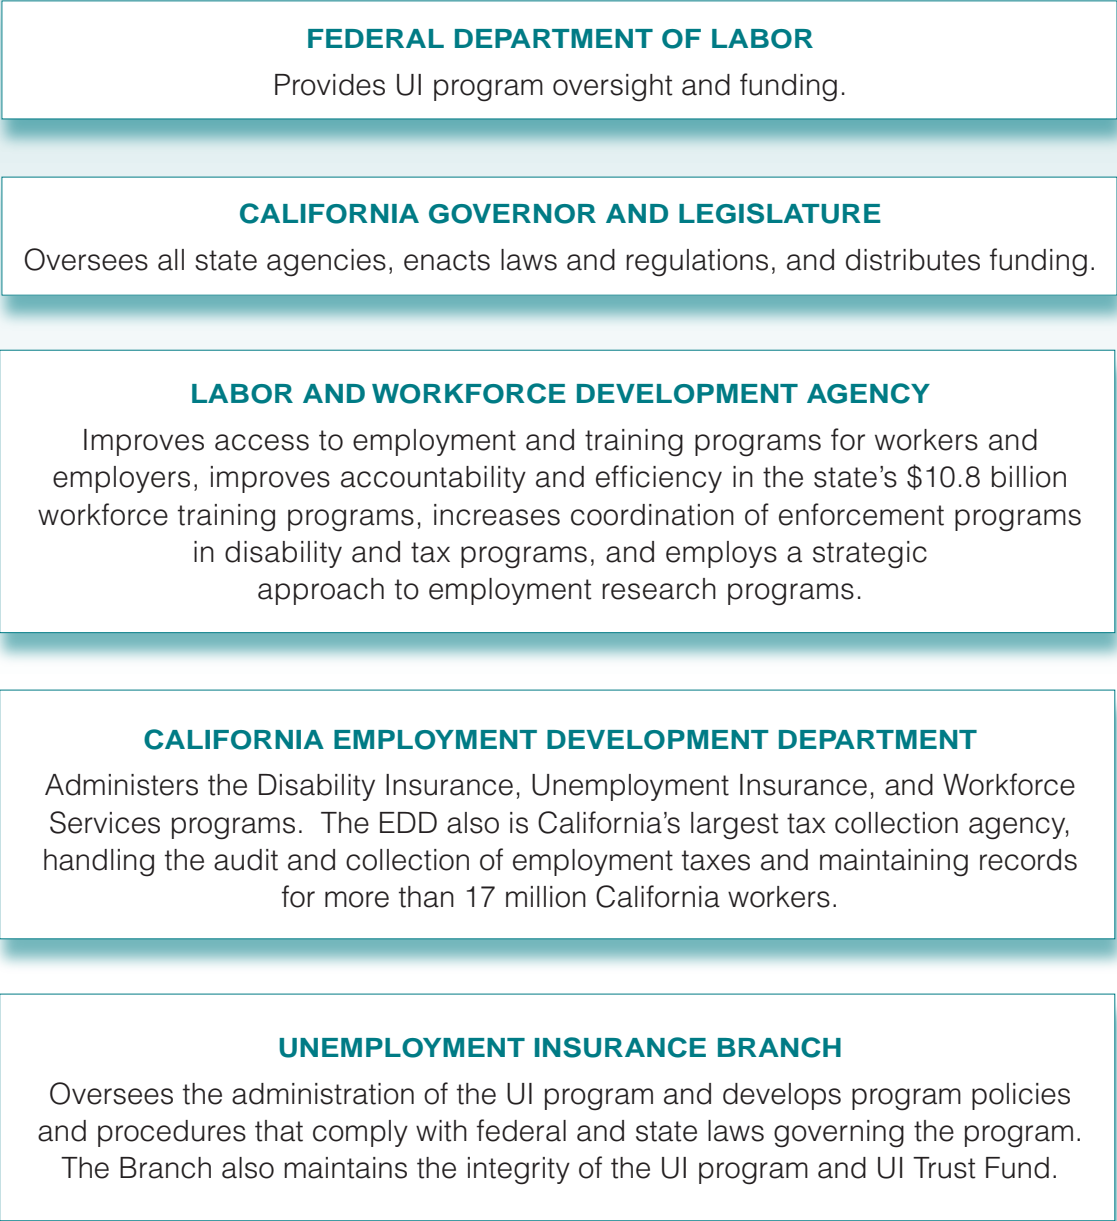 FEDERAL DEPARTMENT OF LABOR
Provides UI program oversight and funding.
CALIFORNIA GOVERNOR AND LEGISLATURE
Oversees all state agencies, enacts laws and regulations, and distributes funding.
LABOR AND WORKFORCE DEVELOPMENT AGENCY
Improves access to employment and training programs for workers and
employers, improves accountability and efficiency in the state’s $10.8 billion
workforce training programs, increases coordination of enforcement programs
in disability and tax programs, and employs a strategic
approach to employment research programs.
CALIFORNIA EMPLOYMENT DEVELOPMENT DEPARTMENT
Administers the Disability Insurance, Unemployment Insurance, and Workforce
Services programs.  The EDD also is California’s largest tax collection agency,
handling the audit and collection of employment taxes and maintaining records
for more than 17 million California workers.
UNEMPLOYMENT INSURANCE BRANCH
Oversees the administration of the UI program and develops program policies
and procedures that comply with federal and state laws governing the program.
The Branch also maintains the integrity of the UI program and UI Trust Fund.